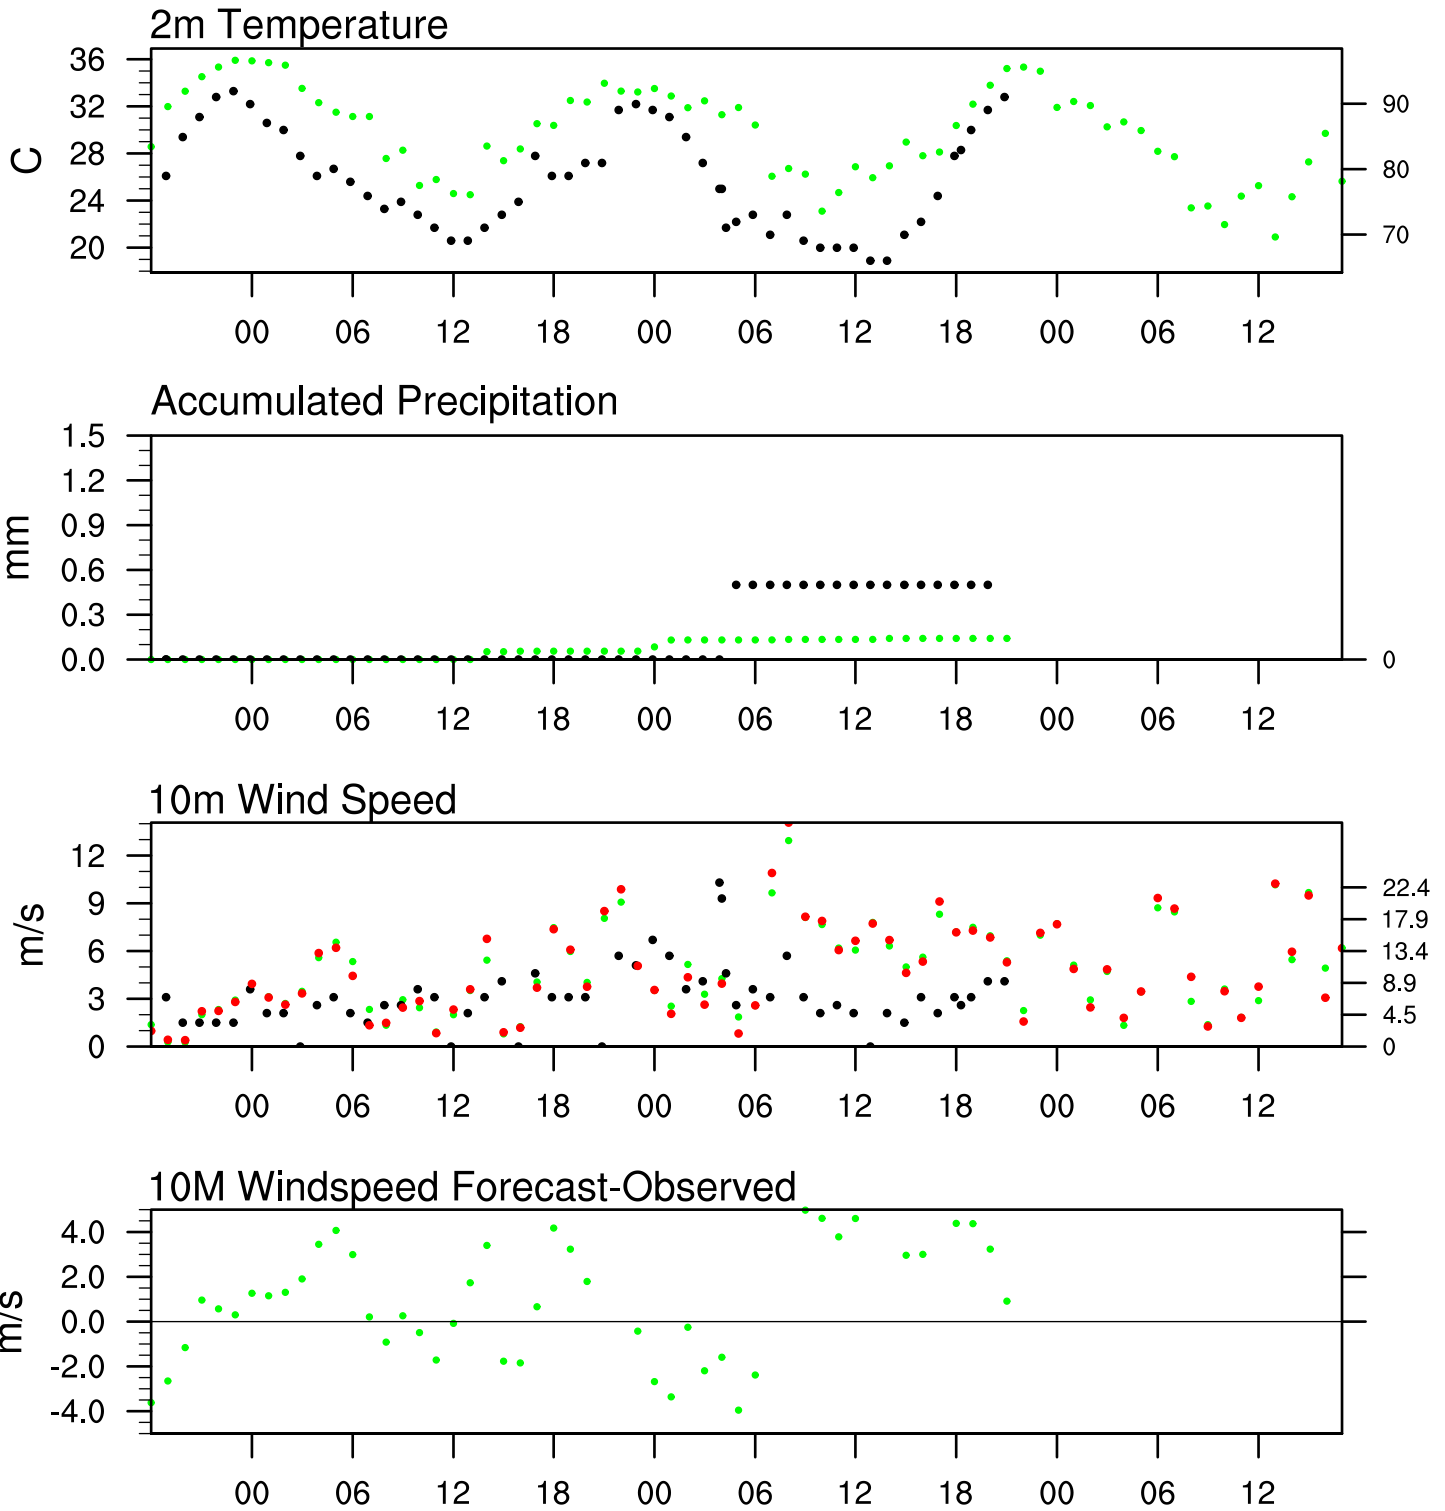 2m Temperature
36
32
28
24
20
C
90
80
70
00 06 12 18 00 06 12 18 00 06 12
Accumulated Precipitation
1.5
1.2
0.9
0.6
0.3
0.0
mm
0
00 06 12 18 00 06 12 18 00 06 12
10m Wind Speed
12
9
6
3
0
m/s
22.4
17.9
13.4
8.9
4.5
0
00 06 12 18 00 06 12 18 00 06 12
10M Windspeed Forecast-Observed
4.0
2.0
0.0
-2.0
-4.0
m/s
00 06 12 18 00 06 12 18 00 06 12